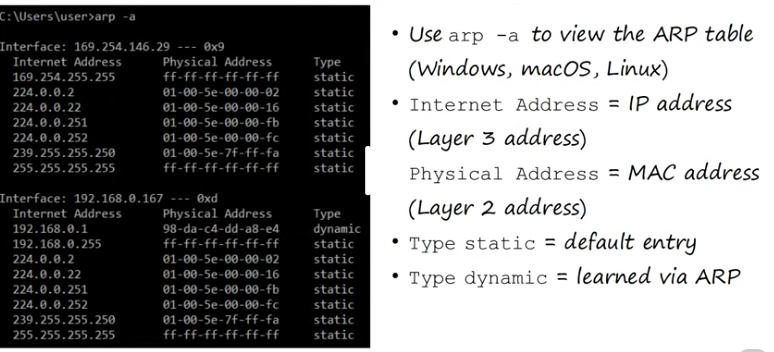 C:\Users\user>arp -a
Interface: 169.254.146.29 --- 0x9
Internet Address Physical Address Type
169.254.255.255 ff-ff-ff-ff-ff-ff static
224.0.0.2 01-00-5e-00-00-02 static
224.0.0.22 01-00-5e-00-00-16 static
224.0.0.251 01-00-5e-00-00-fb static
224.0.0.252 01-00-5e-00-00-fc static
239.255.255.250 01-00-5e-7f-ff-fa static
255.255.255.255 ff-ff-ff-ff-ff-ff static
Interface: 192.168.0.167 --- 0xd
Internet Address Physical Address Type
192.168.0.1 98-da-c4-dd-a8-e4 dynamic
192.168.0.255 ff-ff-ff-ff-ff-ff static
224.0.0.2 01-00-5e-00-00-02 static
224.0.0.22 01-00-5e-00-00-16 static
224.0.0.251 01-00-5e-00-00-fb static
224.0.0.252 01-00-5e-00-00-fc static
239.255.255.250 01-00-5e-7f-ff-fa static
255.255.255.255 ff-ff-ff-ff-ff-ff static
• Use arp -a to view the ARP table
(Windows, macOS, Linux)
• Internet Address = IP address
(Layer 3 address)
Physical Address = MAC address
(Layer 2 address)
• Type static = default entry
• Type dynamic = learned via ARP